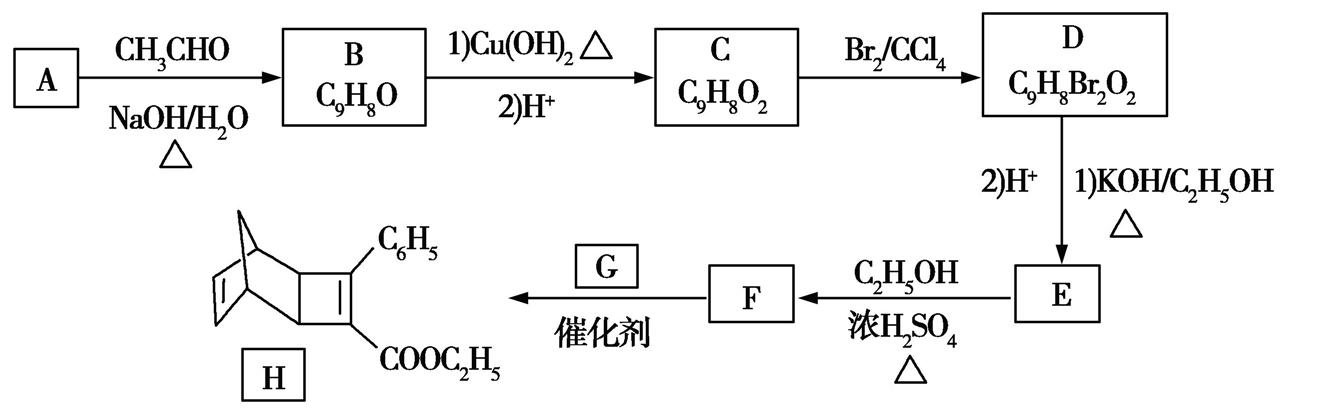 A
CH₃CHO
NaOH/H₂O
△
B
C₉H₈O
1)Cu(OH)₂ △
2)H⁺
C
C₉H₈O₂
Br₂/CCl₄
D
C₉H₈Br₂O₂
2)H⁺ 1)KOH/C₂H₅OH
△
E
C₂H₅OH
浓H₂SO₄
△
F
G
催化剂
C₆H₅
COOC₂H₅
H